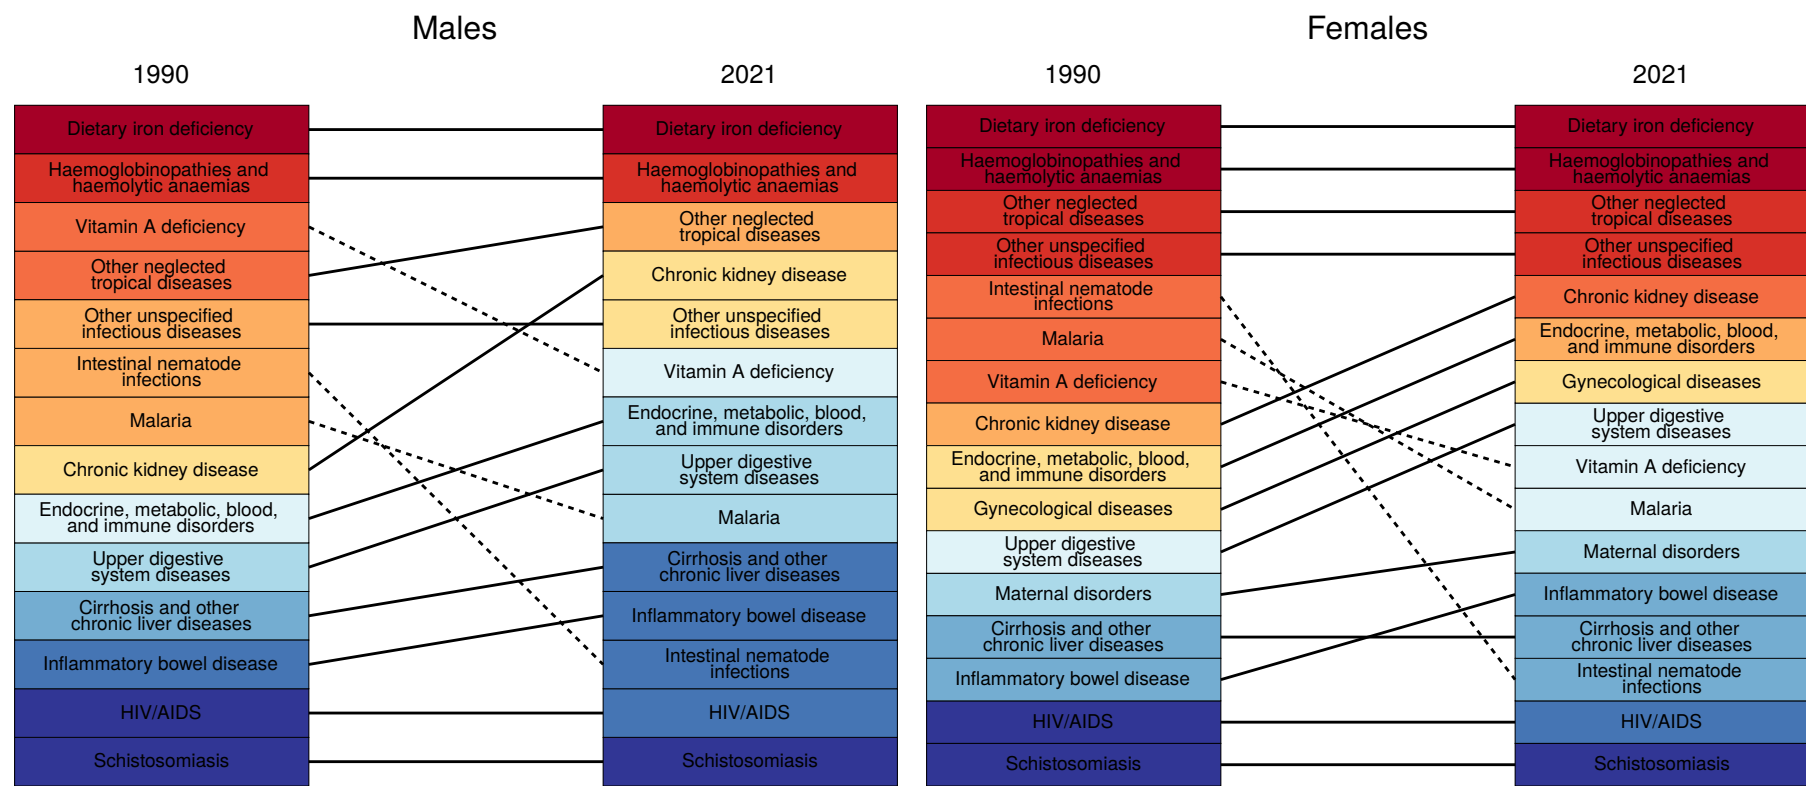 Males
1990
2021
Dietary iron deficiency
Haemoglobinopathies and
haemolytic anaemias
Vitamin A deficiency
Other neglected
tropical diseases
Other unspecified
infectious diseases
Intestinal nematode
infections
Malaria
Chronic kidney disease
Endocrine, metabolic, blood,
and immune disorders
Upper digestive
system diseases
Cirrhosis and other
chronic liver diseases
Inflammatory bowel disease
HIV/AIDS
Schistosomiasis
Dietary iron deficiency
Haemoglobinopathies and
haemolytic anaemias
Other neglected
tropical diseases
Chronic kidney disease
Other unspecified
infectious diseases
Vitamin A deficiency
Endocrine, metabolic, blood,
and immune disorders
Upper digestive
system diseases
Malaria
Cirrhosis and other
chronic liver diseases
Inflammatory bowel disease
Intestinal nematode
infections
HIV/AIDS
Schistosomiasis
Females
1990
2021
Dietary iron deficiency
Haemoglobinopathies and
haemolytic anaemias
Other neglected
tropical diseases
Other unspecified
infectious diseases
Intestinal nematode
infections
Malaria
Vitamin A deficiency
Chronic kidney disease
Endocrine, metabolic, blood,
and immune disorders
Gynecological diseases
Upper digestive
system diseases
Maternal disorders
Cirrhosis and other
chronic liver diseases
Inflammatory bowel disease
HIV/AIDS
Schistosomiasis
Dietary iron deficiency
Haemoglobinopathies and
haemolytic anaemias
Other neglected
tropical diseases
Other unspecified
infectious diseases
Chronic kidney disease
Endocrine, metabolic, blood,
and immune disorders
Gynecological diseases
Upper digestive
system diseases
Vitamin A deficiency
Malaria
Maternal disorders
Inflammatory bowel disease
Cirrhosis and other
chronic liver diseases
Intestinal nematode
infections
HIV/AIDS
Schistosomiasis